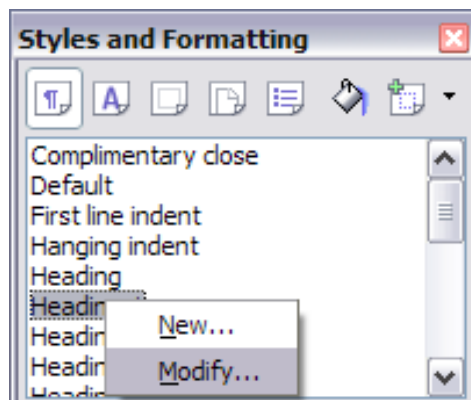 Styles and Formatting
Complimentary close
Default
First line indent
Hanging indent
Heading
New...
Modify...